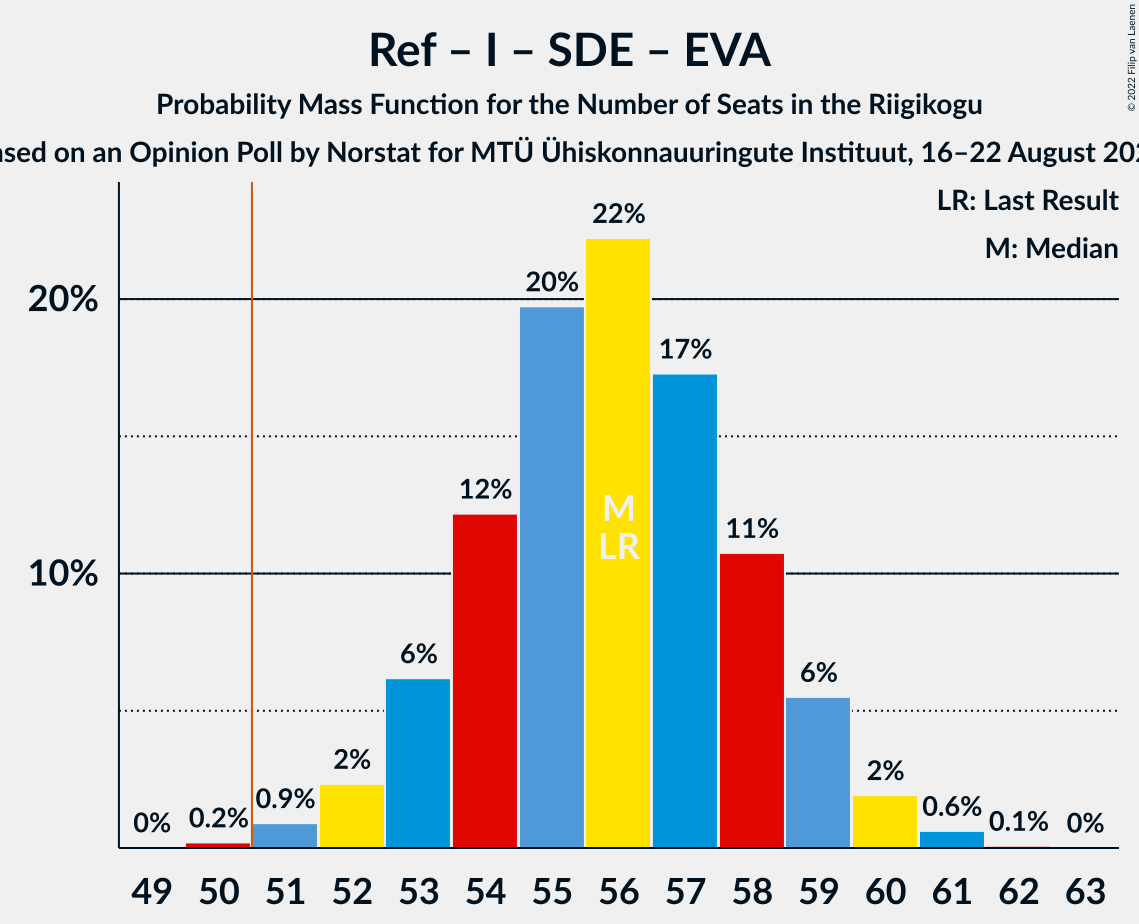 Ref – I – SDE – EVA
Probability Mass Function for the Number of Seats in the Riigikogu
on an Opinion Poll by Norstat for MTÜ Ühiskonnauuringute Instituut, 16–22 August
© 2022 Filip van Laenen
LR: Last Result
M: Median
20%
10%
0%
0.2%
0.9%
2%
6%
12%
20%
22%
17%
11%
6%
2%
0.6%
0.1%
0%
M
LR
49 50 51 52 53 54 55 56 57 58 59 60 61 62 63